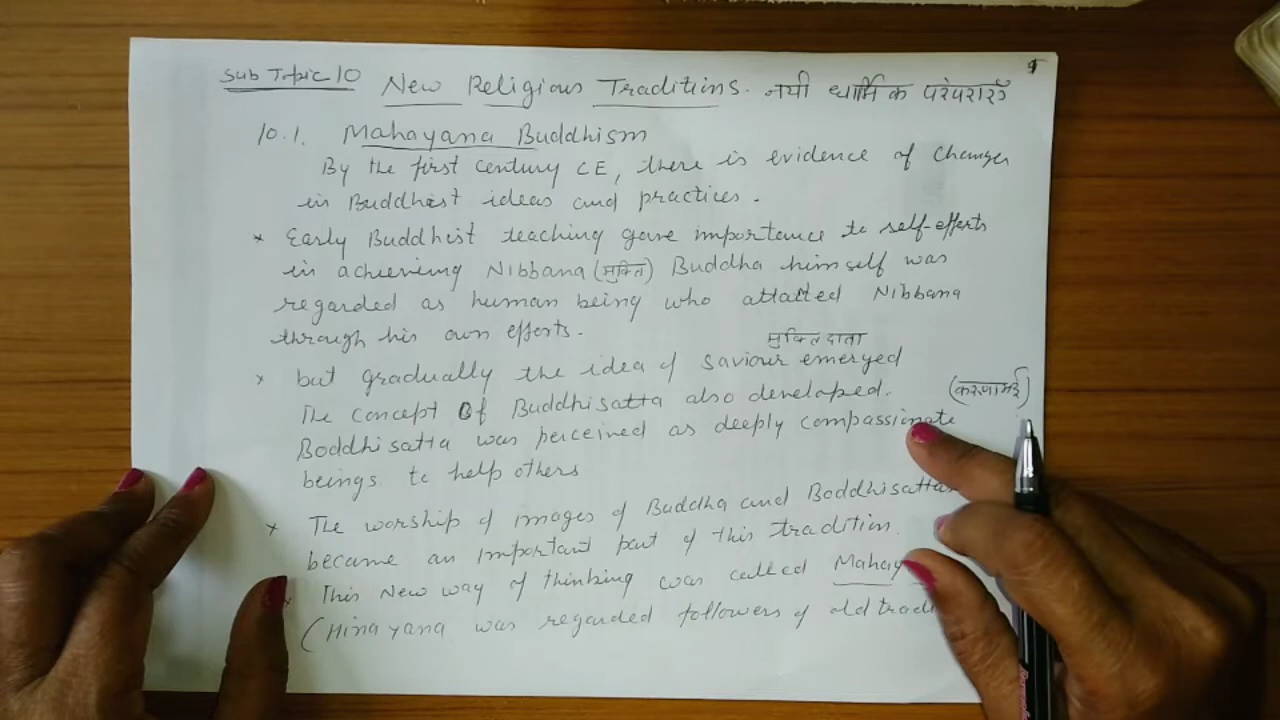 Sub Topic 10 New Religious Traditions. नयी धार्मिक परंपराएँ
10.1. Mahayana Buddhism
By the first century CE, there is evidence of changes
in Buddhist ideas and practices.
* Early Buddhist teaching gave importance to self-efforts
in achieving Nibbana (मुक्ति) Buddha himself was
regarded as human being who attatted Nibbana
through his own efforts.
मुक्ति दाता
* but gradually the idea of saviour emerged
The concept Of Buddhisatta also developed. (करुणामई)
Boddhisatta was perceived as deeply compassionate
beings to help others
* The worship of images of Buddha and Boddhisattas
became an important part of this tradition.
* This New way of thinking was called Mahay
(Hinayana was regarded followers of old tradi